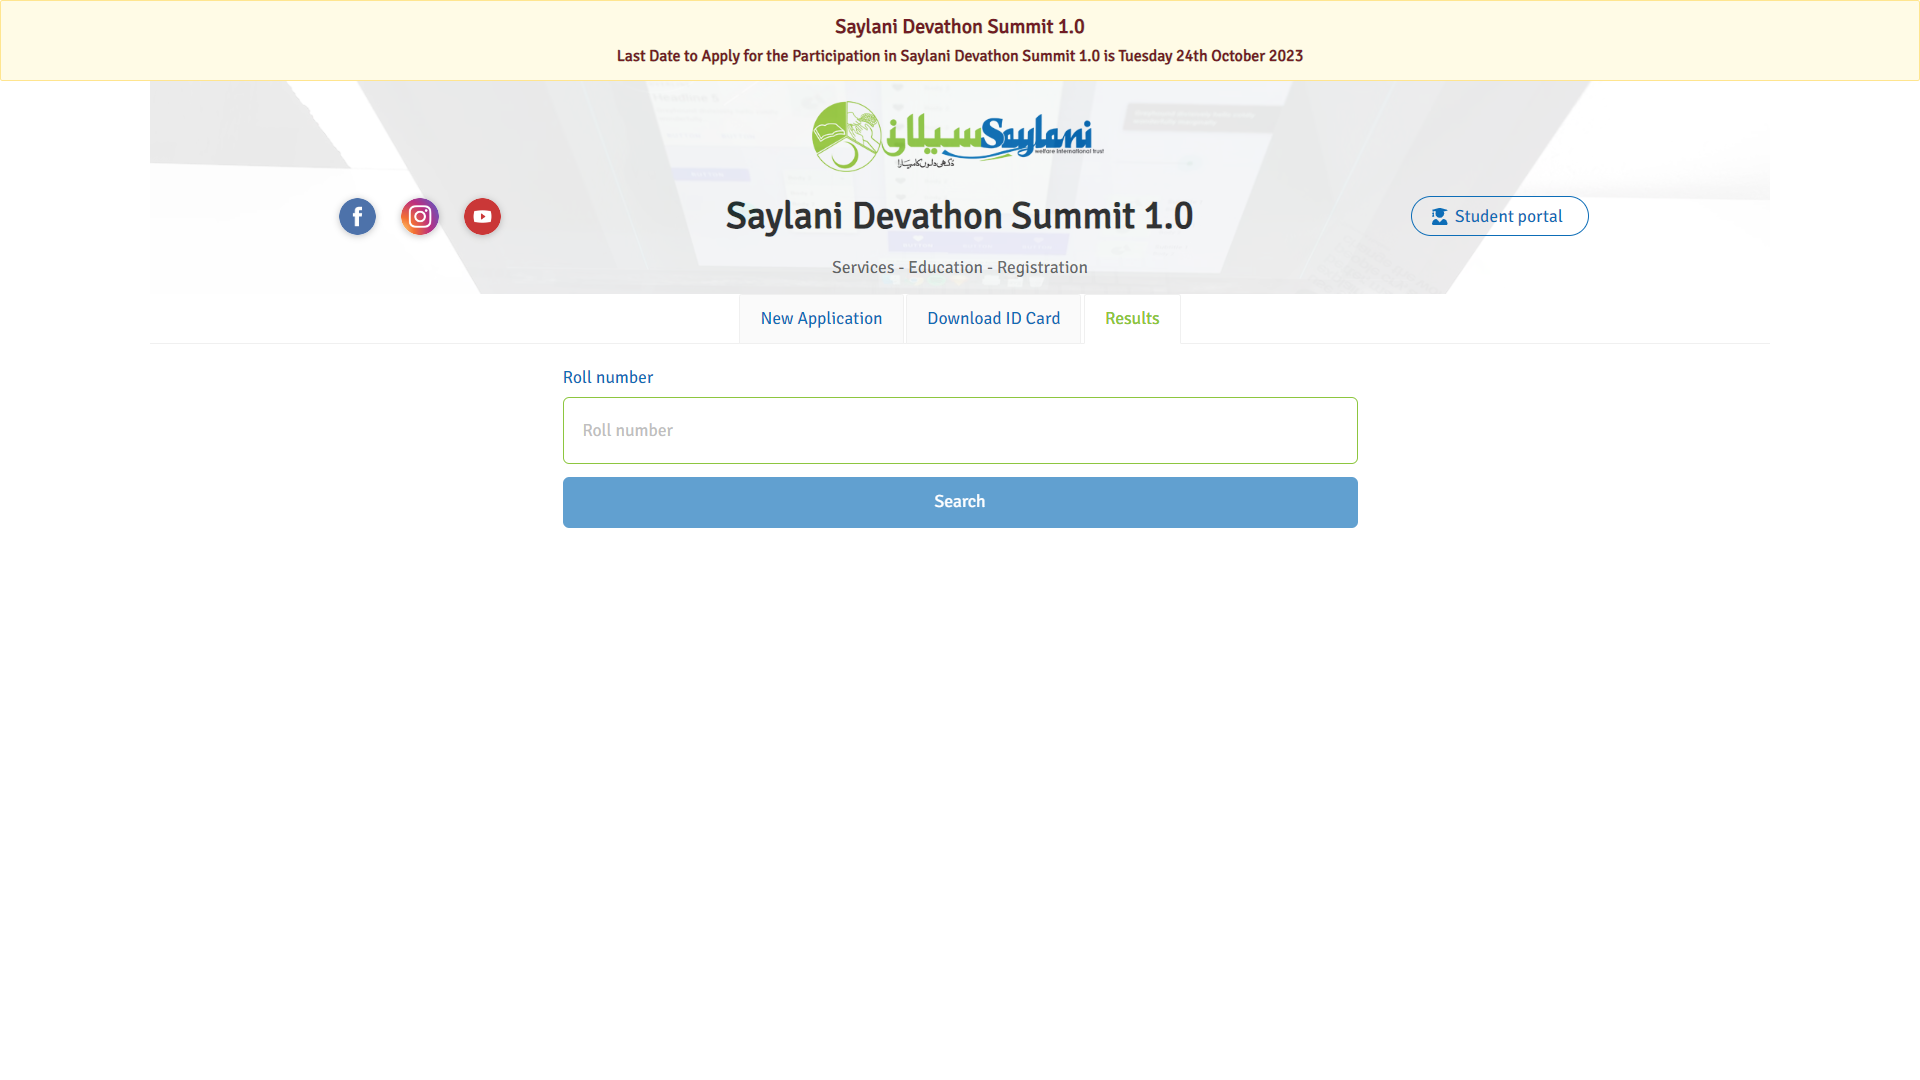 Saylani Devathon Summit 1.0
Last Date to Apply for the Participation in Saylani Devathon Summit 1.0 is Tuesday 24th October 2023
سیلانی Saylani
welfare international trust
Saylani Devathon Summit 1.0
Student portal
Services - Education - Registration
New Application
Download ID Card
Results
Roll number
Roll number
Search